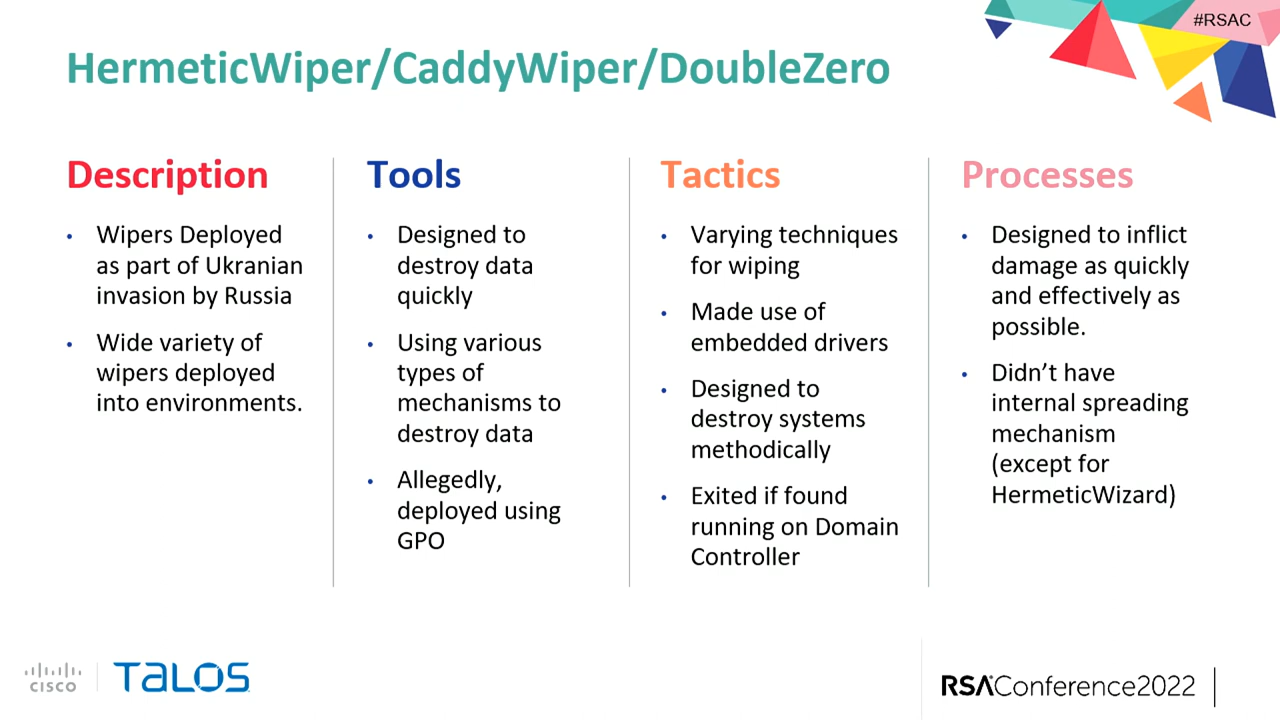 #RSAC
HermeticWiper/CaddyWiper/DoubleZero
Description
• Wipers Deployed
as part of Ukranian
invasion by Russia
• Wide variety of
wipers deployed
into environments.
Tools
• Designed to
destroy data
quickly
• Using various
types of
mechanisms to
destroy data
• Allegedly,
deployed using
GPO
Tactics
• Varying techniques
for wiping
• Made use of
embedded drivers
• Designed to
destroy systems
methodically
• Exited if found
running on Domain
Controller
Processes
• Designed to inflict
damage as quickly
and effectively as
possible.
• Didn’t have
internal spreading
mechanism
(except for
HermeticWizard)
CISCO
TALOS
RSAConference2022